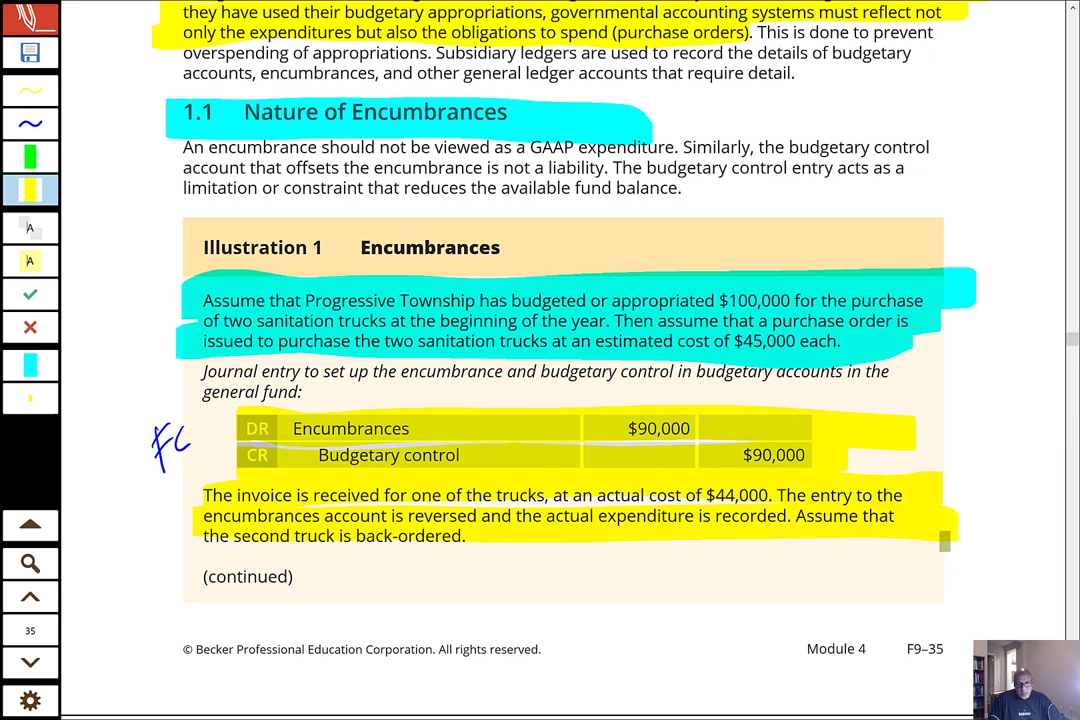 they have used their budgetary appropriations, governmental accounting systems must reflect not
only the expenditures but also the obligations to spend (purchase orders). This is done to prevent
overspending of appropriations. Subsidiary ledgers are used to record the details of budgetary
accounts, encumbrances, and other general ledger accounts that require detail.
1.1 Nature of Encumbrances
An encumbrance should not be viewed as a GAAP expenditure. Similarly, the budgetary control
account that offsets the encumbrance is not a liability. The budgetary control entry acts as a
limitation or constraint that reduces the available fund balance.
Illustration 1 Encumbrances
Assume that Progressive Township has budgeted or appropriated $100,000 for the purchase
of two sanitation trucks at the beginning of the year. Then assume that a purchase order is
issued to purchase the two sanitation trucks at an estimated cost of $45,000 each.
Journal entry to set up the encumbrance and budgetary control in budgetary accounts in the
general fund:
DR Encumbrances $90,000
CR Budgetary control $90,000
The invoice is received for one of the trucks, at an actual cost of $44,000. The entry to the
encumbrances account is reversed and the actual expenditure is recorded. Assume that
the second truck is back-ordered.
(continued)
© Becker Professional Education Corporation. All rights reserved. Module 4 F9–35
A
A
35